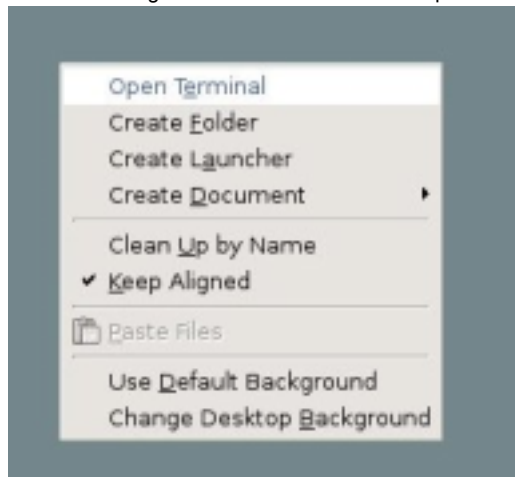 Open Terminal
Create Folder
Create Launcher
Create Document
Clean Up by Name
Keep Aligned
Paste Files
Use Default Background
Change Desktop Background